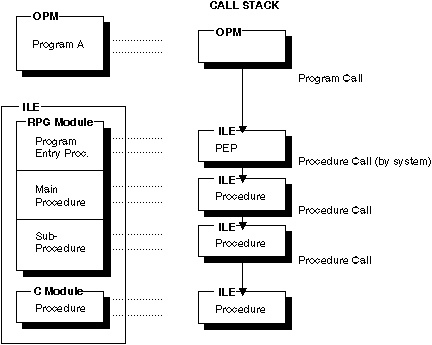 CALL STACK
OPM
Program A
OPM
Program Call
ILE
RPG Module
Program
Entry Proc.
ILE
PEP
Procedure Call (by system)
Main
Procedure
ILE
Procedure
Procedure Call
Sub-
Procedure
ILE
Procedure
Procedure Call
C Module
Procedure
ILE
Procedure